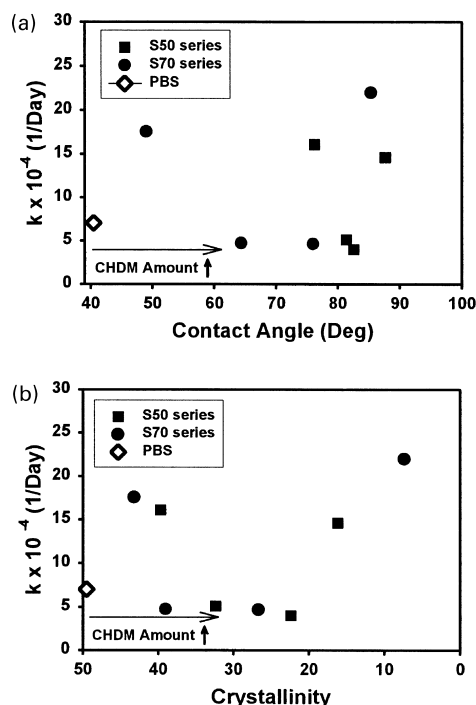 (a)
30
25
20
15
10
5
0
k x 10⁻⁴ (1/Day)
S50 series
S70 series
PBS
CHDM Amount
40 50 60 70 80 90 100
Contact Angle (Deg)
(b)
30
25
20
15
10
5
0
k x 10⁻⁴ (1/Day)
S50 series
S70 series
PBS
CHDM Amount
50 40 30 20 10 0
Crystallinity